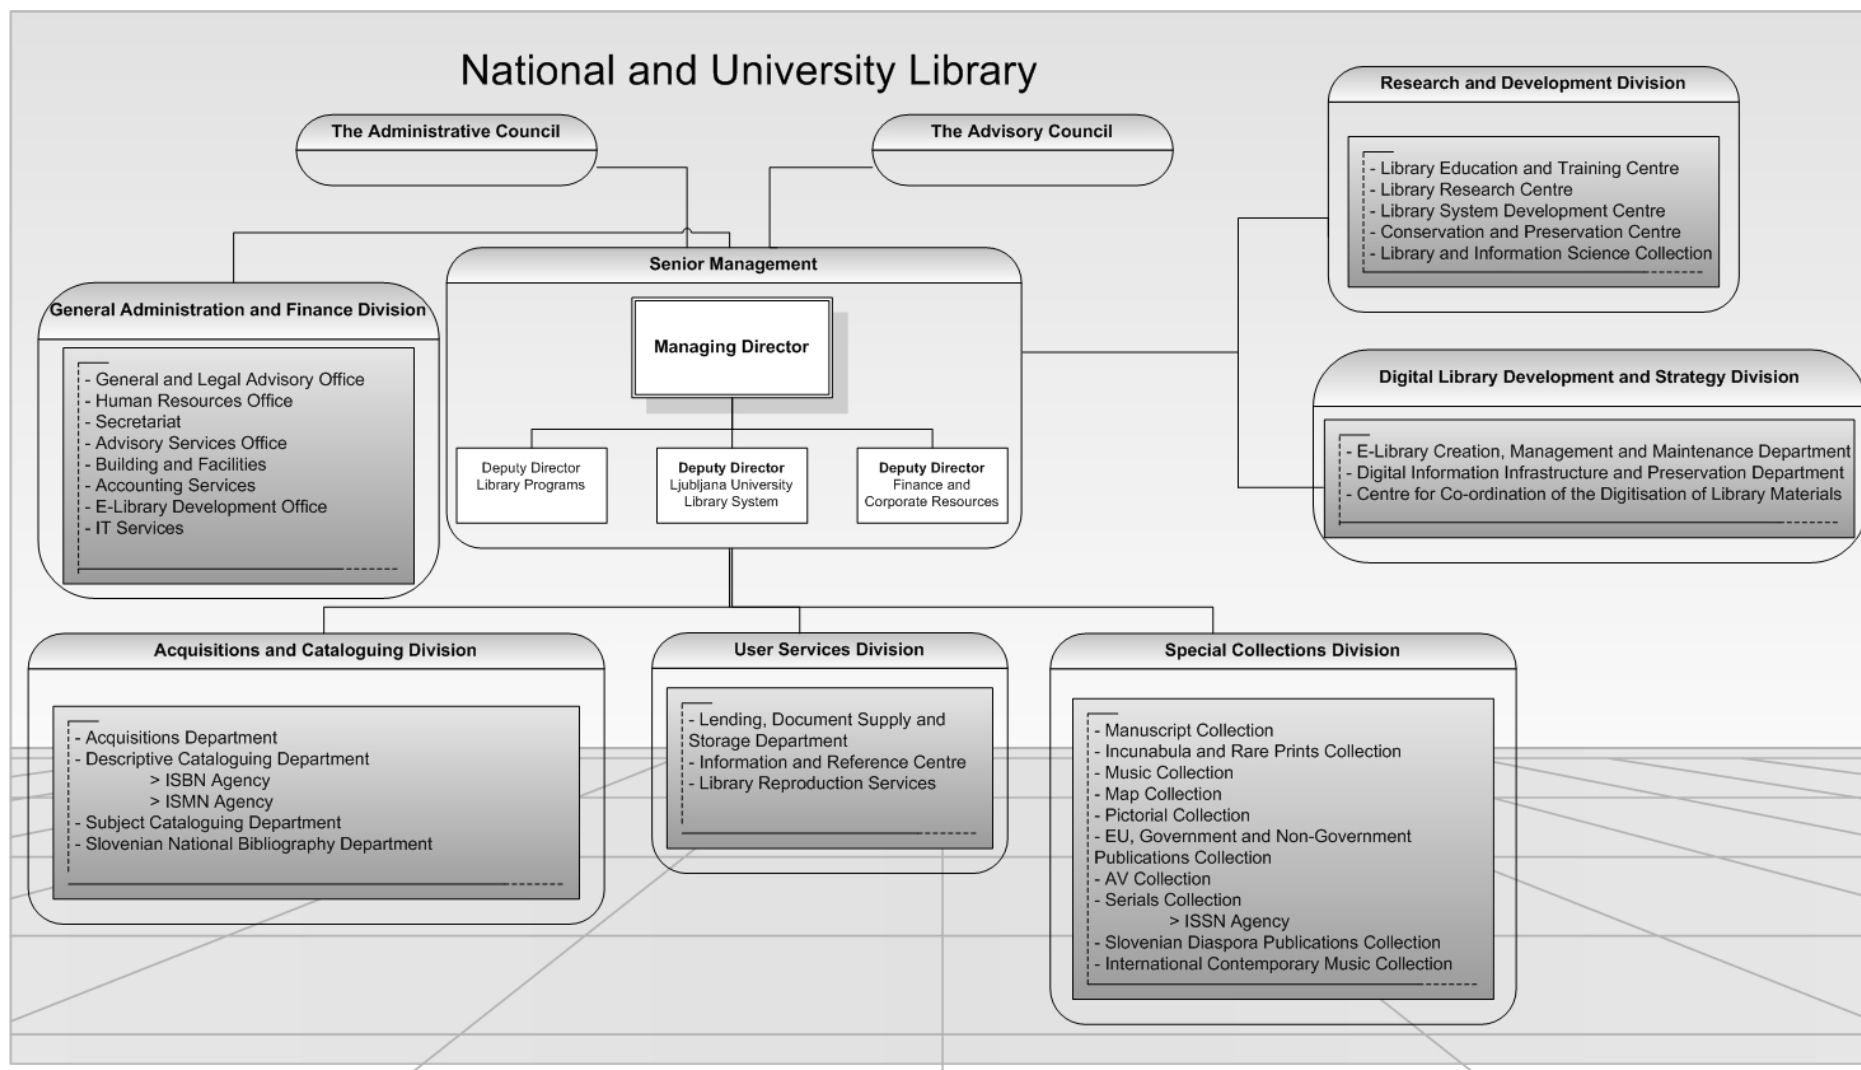 National and University Library
The Administrative Council
The Advisory Council
Research and Development Division
- Library Education and Training Centre
- Library Research Centre
- Library System Development Centre
- Conservation and Preservation Centre
- Library and Information Science Collection
Senior Management
Managing Director
Deputy Director
Library Programs
Deputy Director
Ljubljana University
Library System
Deputy Director
Finance and
Corporate Resources
General Administration and Finance Division
- General and Legal Advisory Office
- Human Resources Office
- Secretariat
- Advisory Services Office
- Building and Facilities
- Accounting Services
- E-Library Development Office
- IT Services
Digital Library Development and Strategy Division
- E-Library Creation, Management and Maintenance Department
- Digital Information Infrastructure and Preservation Department
- Centre for Co-ordination of the Digitisation of Library Materials
Acquisitions and Cataloguing Division
- Acquisitions Department
- Descriptive Cataloguing Department
> ISBN Agency
> ISMN Agency
- Subject Cataloguing Department
- Slovenian National Bibliography Department
User Services Division
- Lending, Document Supply and
Storage Department
- Information and Reference Centre
- Library Reproduction Services
Special Collections Division
- Manuscript Collection
- Incunabula and Rare Prints Collection
- Music Collection
- Map Collection
- Pictorial Collection
- EU, Government and Non-Government
Publications Collection
- AV Collection
- Serials Collection
> ISSN Agency
- Slovenian Diaspora Publications Collection
- International Contemporary Music Collection